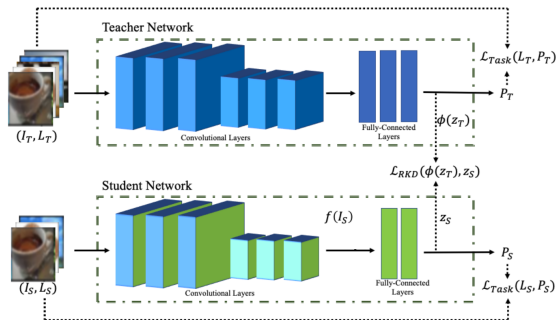 Teacher Network
Convolutional Layers
Fully-Connected
Layers
(I_T, L_T)
L_Task(L_T, P_T)
P_T
ϕ(z_T)
L_RKD(ϕ(z_T), z_S)
Student Network
f(I_S)
z_S
Convolutional Layers
Fully-Connected
Layers
(I_S, L_S)
P_S
L_Task(L_S, P_S)